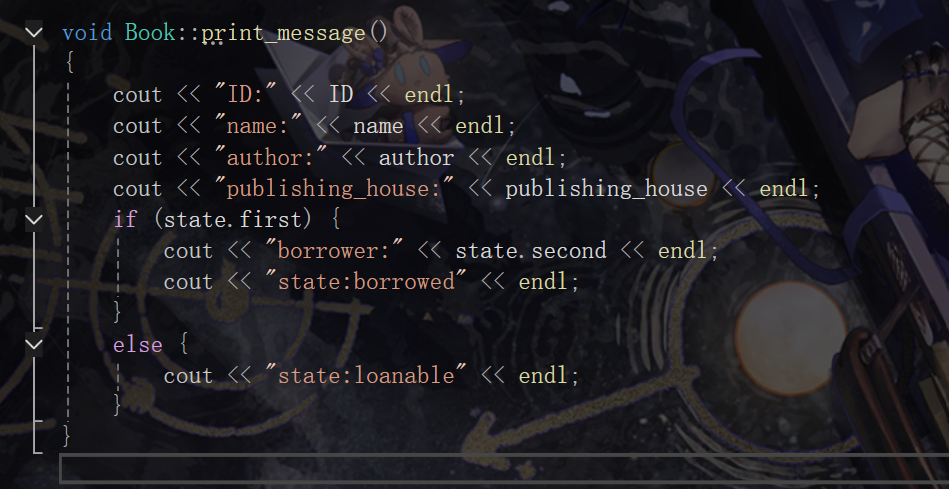 void Book::print_message()
{
cout << "ID:" << ID << endl;
cout << "name:" << name << endl;
cout << "author:" << author << endl;
cout << "publishing_house:" << publishing_house << endl;
if (state.first) {
cout << "borrower:" << state.second << endl;
cout << "state:borrowed" << endl;
}
else {
cout << "state:loanable" << endl;
}
}